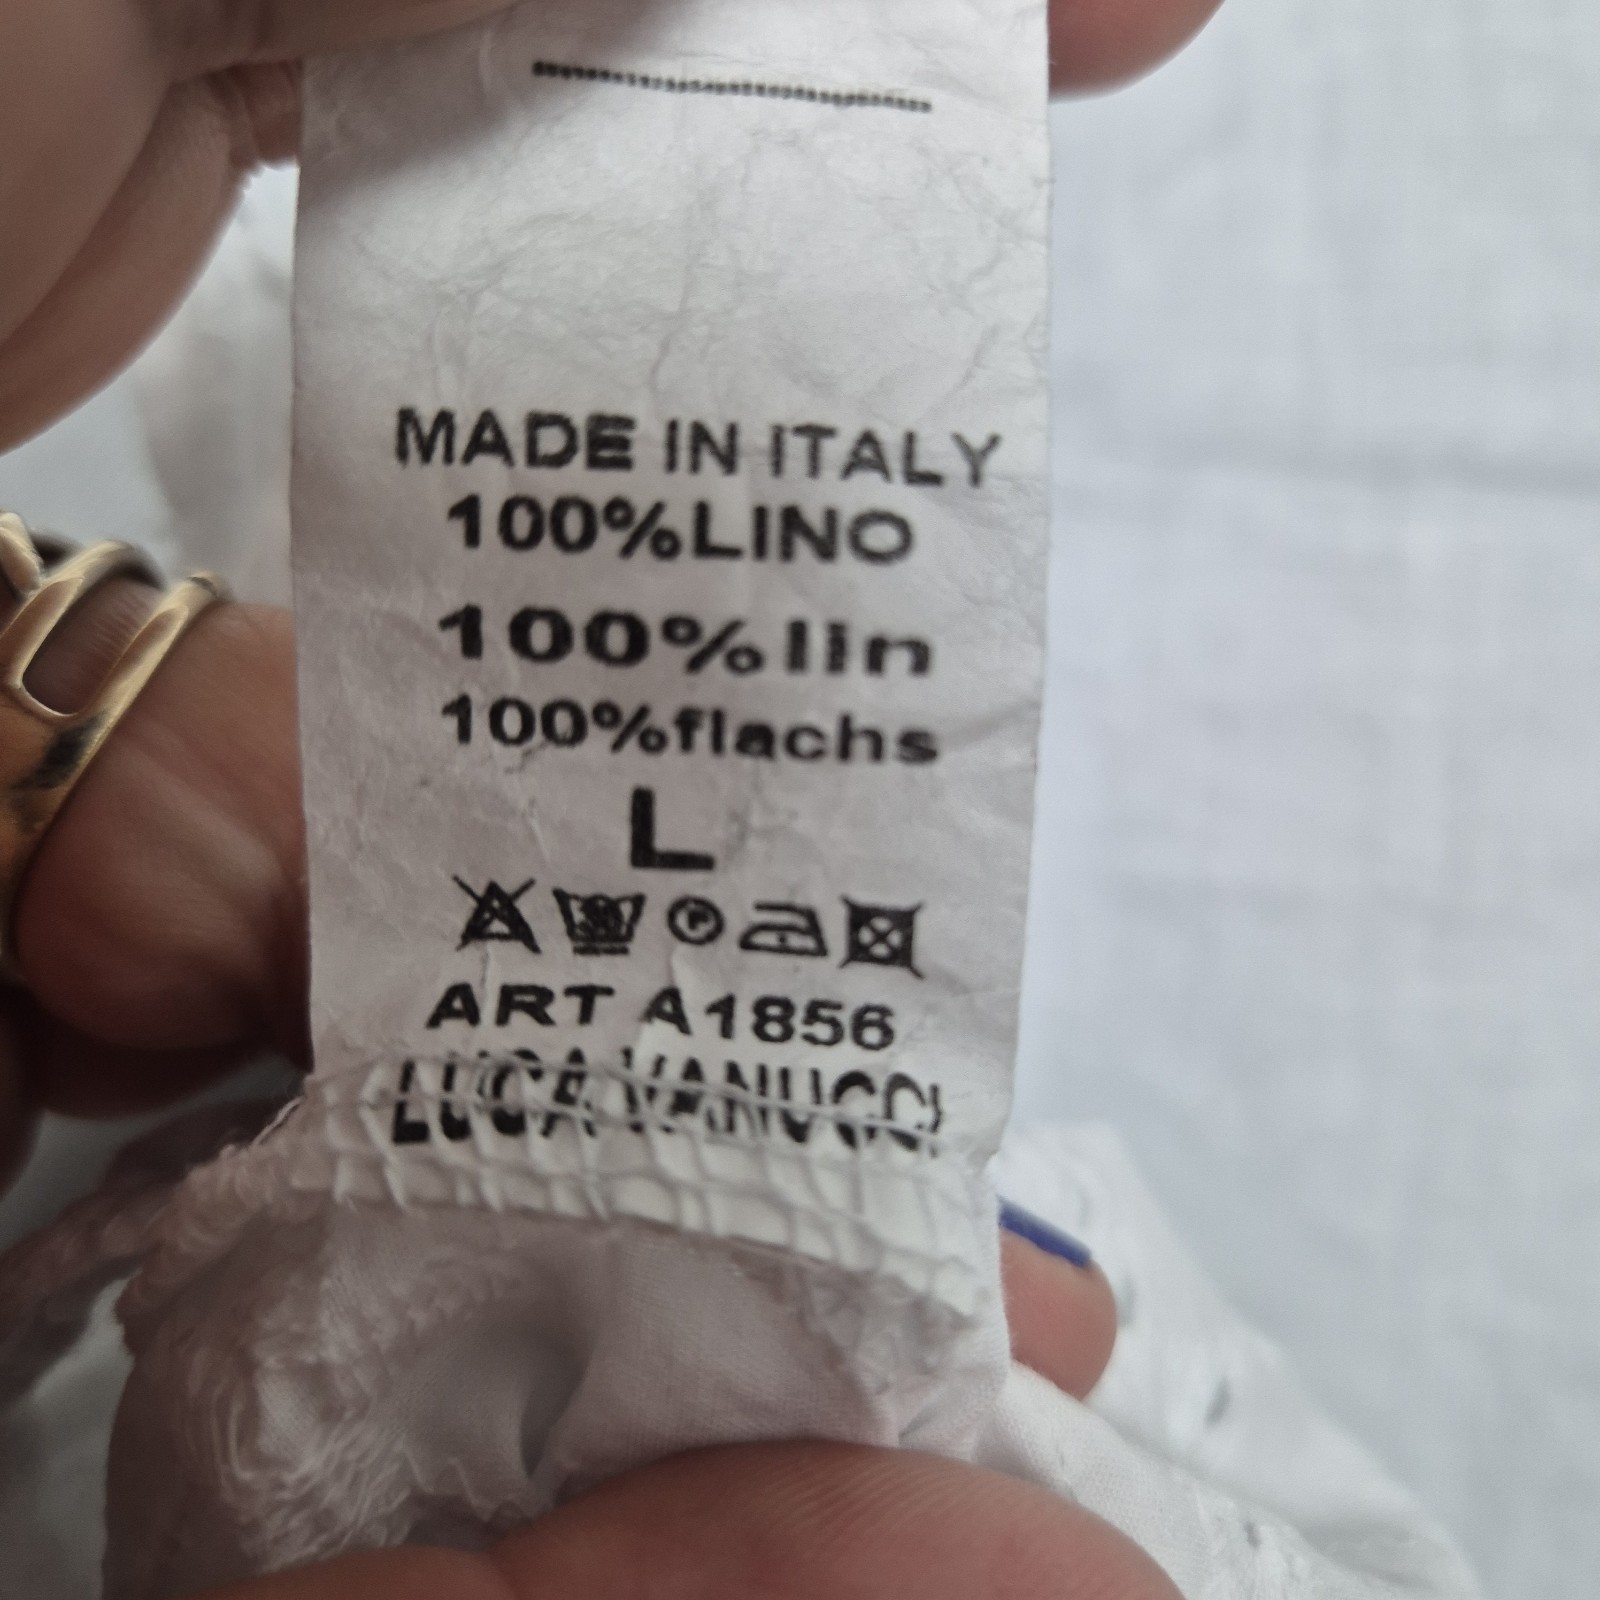 MADE IN ITALY
100%LINO
100%lin
100%flachs
L
P
ART A1856
LUCA VANUCCI